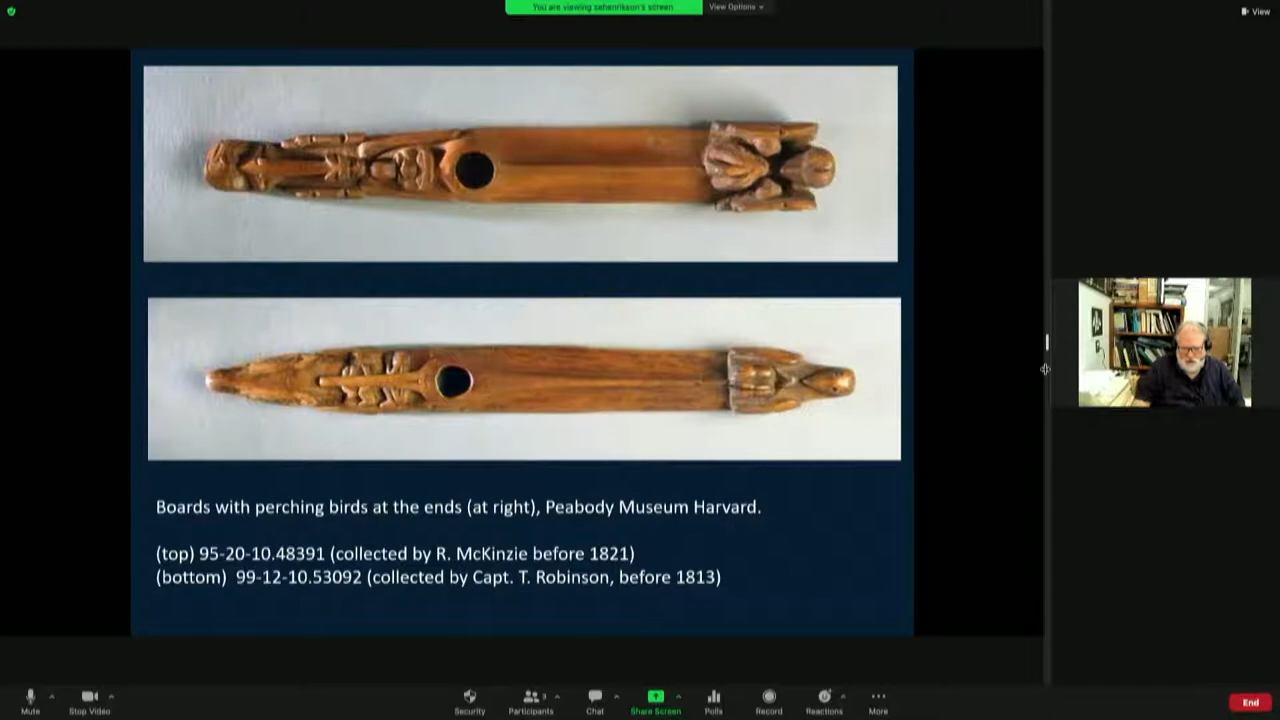 You are viewing sehenrikson's screen
View Options
View
Boards with perching birds at the ends (at right), Peabody Museum Harvard.
(top) 95-20-10.48391 (collected by R. McKinzie before 1821)
(bottom) 99-12-10.53092 (collected by Capt. T. Robinson, before 1813)
Mute
Stop Video
Security
Participants
3
Chat
Share Screen
Polls
Record
Reactions
More
End